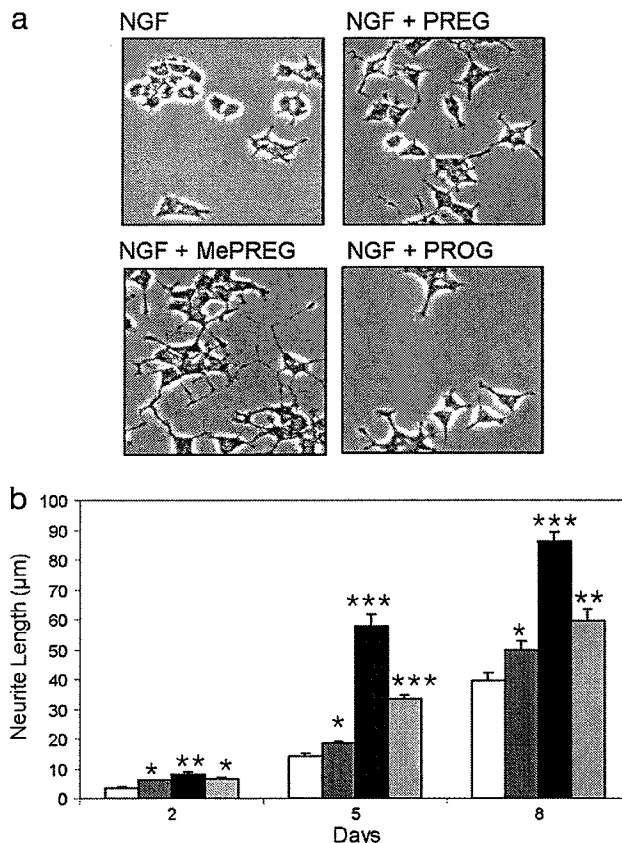 a
NGF
NGF + PREG
NGF + MePREG
NGF + PROG
b
Neurite Length (µm)
100
90
80
70
60
50
40
30
20
10
0
* ** *
* *** ***
* *** **
2 5 8
Days